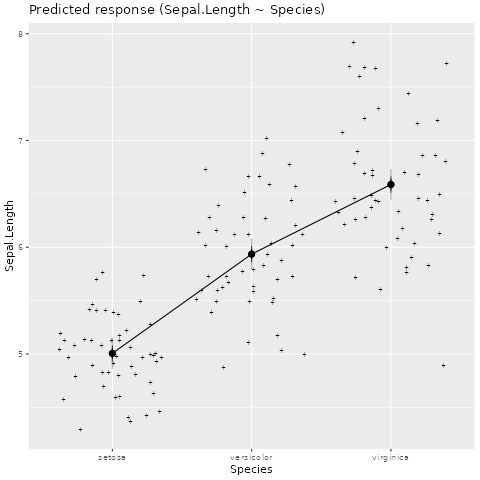 Predicted response (Sepal.Length ~ Species)
8
7
6
5
Sepal.Length
setosa
versicolor
virginica
Species